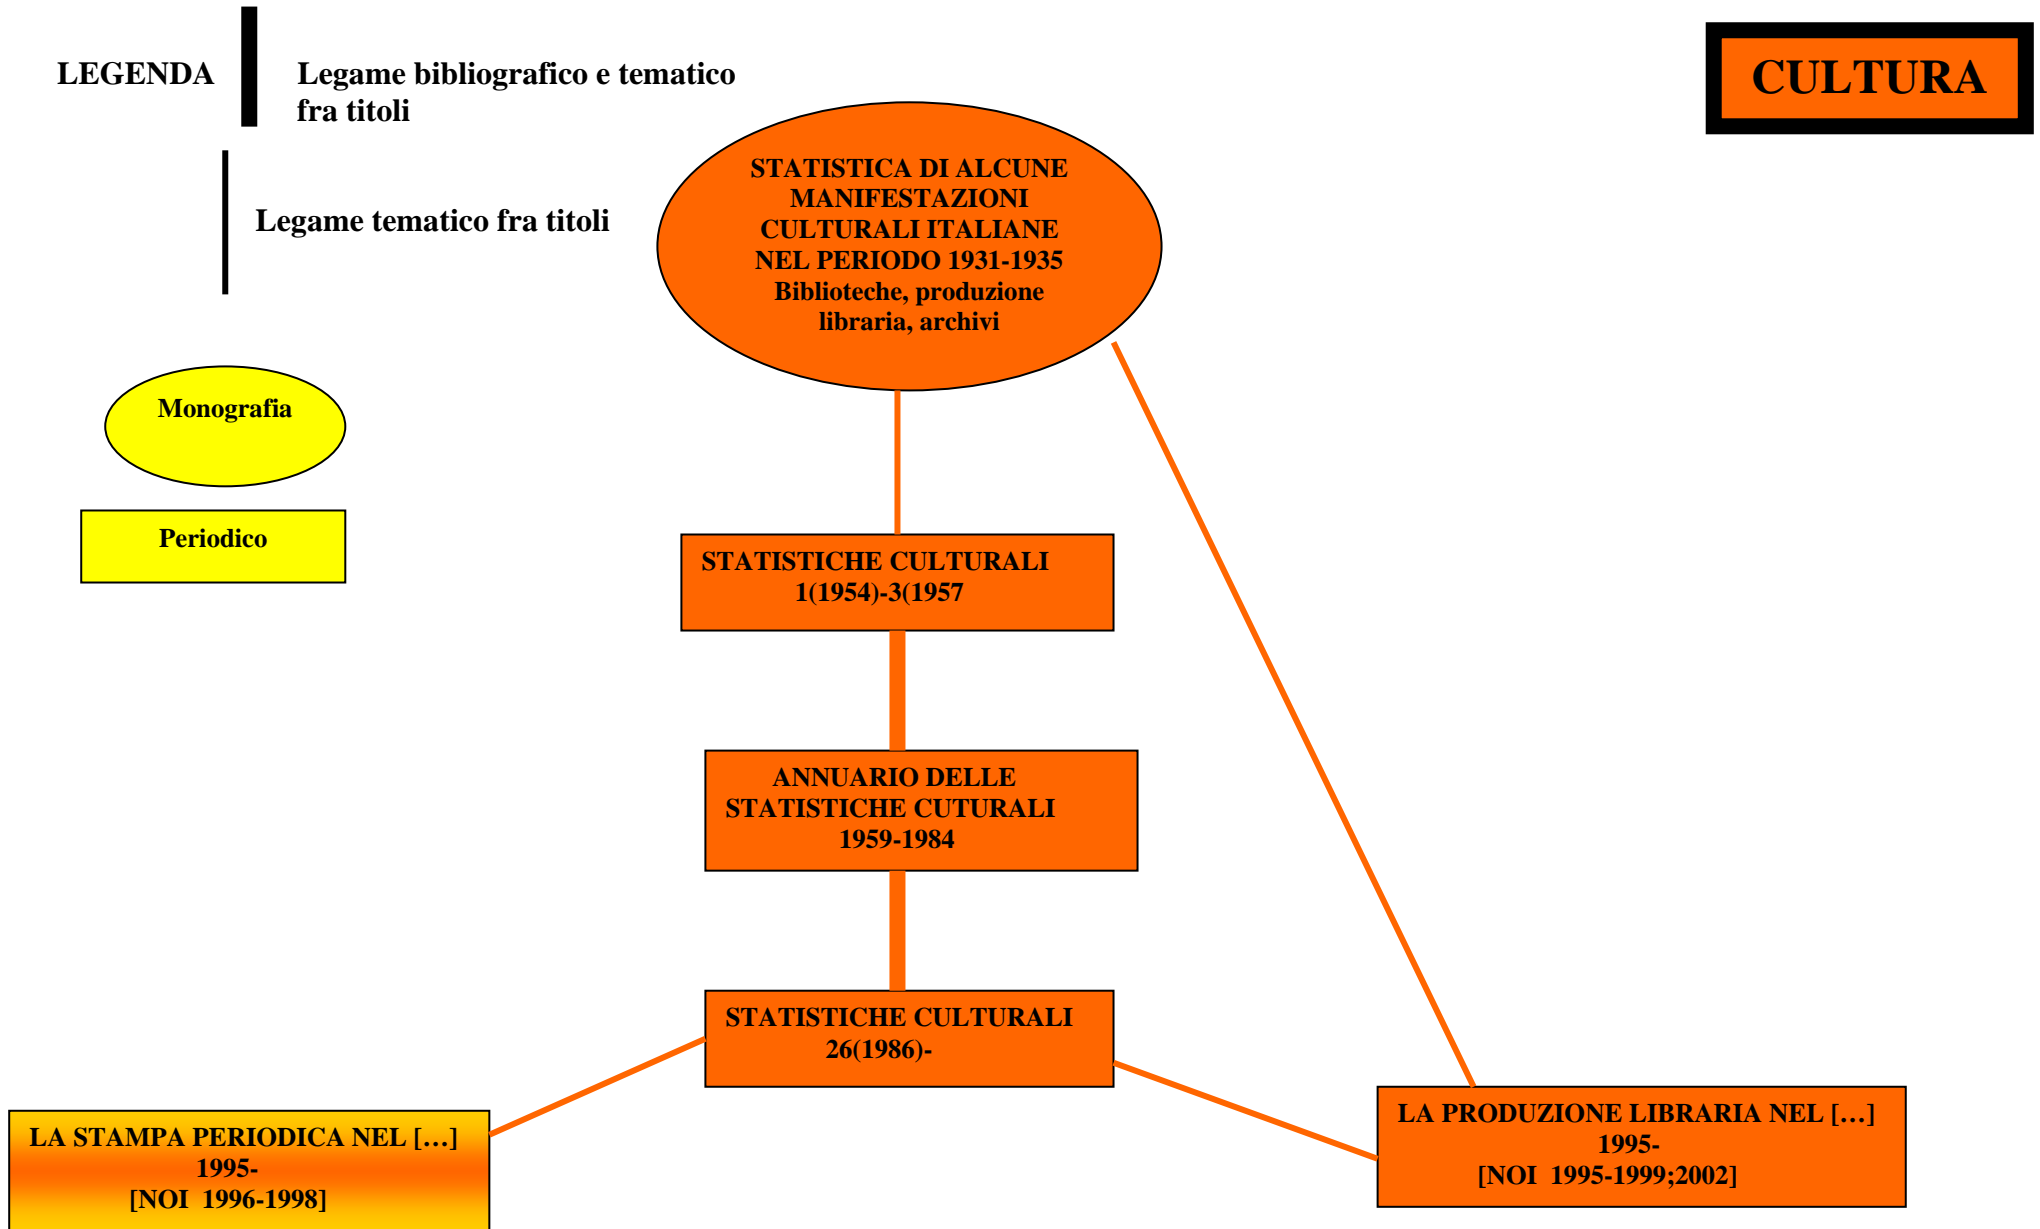 LEGENDA
Legame bibliografico e tematico
fra titoli
CULTURA
Legame tematico fra titoli
STATISTICA DI ALCUNE
MANIFESTAZIONI
CULTURALI ITALIANE
NEL PERIODO 1931-1935
Biblioteche, produzione
libraria, archivi
Monografia
Periodico
STATISTICHE CULTURALI
1(1954)-3(1957
ANNUARIO DELLE
STATISTICHE CUTURALI
1959-1984
STATISTICHE CULTURALI
26(1986)-
LA STAMPA PERIODICA NEL […]
1995-
[NOI  1996-1998]
LA PRODUZIONE LIBRARIA NEL […]
1995-
[NOI  1995-1999;2002]